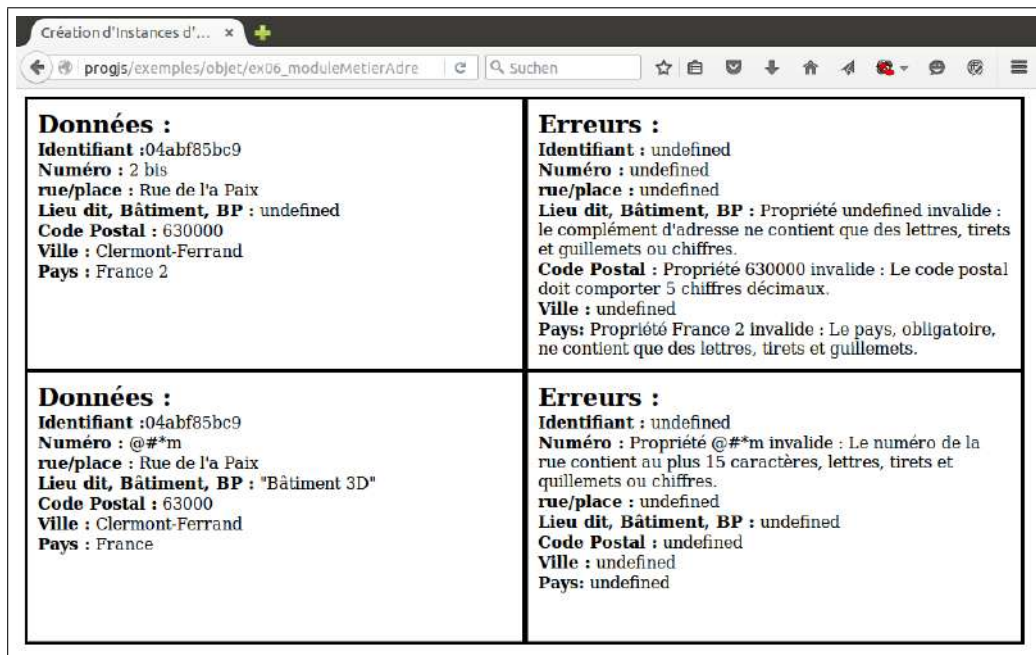 Création d'Instances d'... ×
progjs/exemples/objet/ex06_moduleMetierAdre
Suchen
Données :
Identifiant :04abf85bc9
Numéro : 2 bis
rue/place : Rue de l'a Paix
Lieu dit, Bâtiment, BP : undefined
Code Postal : 630000
Ville : Clermont-Ferrand
Pays : France 2
Erreurs :
Identifiant : undefined
Numéro : undefined
rue/place : undefined
Lieu dit, Bâtiment, BP : Propriété undefined invalide :
le complément d'adresse ne contient que des lettres, tirets
et guillemets ou chiffres.
Code Postal : Propriété 630000 invalide : Le code postal
doit comporter 5 chiffres décimaux.
Ville : undefined
Pays: Propriété France 2 invalide : Le pays, obligatoire,
ne contient que des lettres, tirets et guillemets.
Données :
Identifiant :04abf85bc9
Numéro : @#*m
rue/place : Rue de l'a Paix
Lieu dit, Bâtiment, BP : "Bâtiment 3D"
Code Postal : 63000
Ville : Clermont-Ferrand
Pays : France
Erreurs :
Identifiant : undefined
Numéro : Propriété @#*m invalide : Le numéro de la
rue contient au plus 15 caractères, lettres, tirets et
guillemets ou chiffres.
rue/place : undefined
Lieu dit, Bâtiment, BP : undefined
Code Postal : undefined
Ville : undefined
Pays: undefined